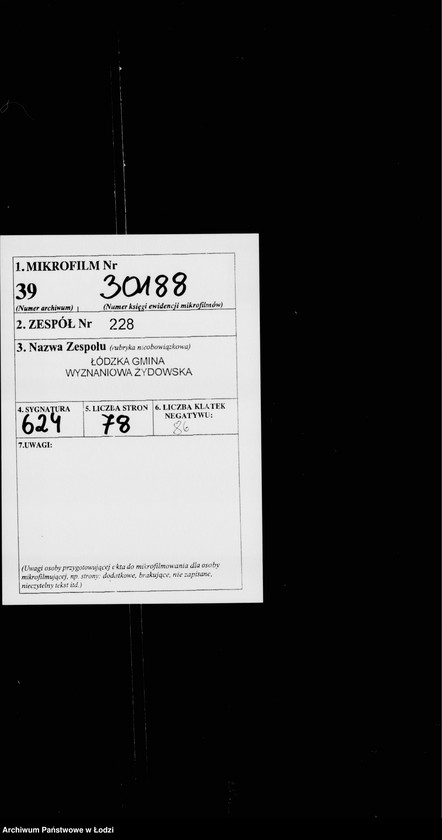 1. MIKROFILM Nr
39 30188
(Numer archiwum) (Numer księgi ewidencji mikrofilmów)
2. ZESPÓŁ Nr 228
3. Nazwa Zespołu (rubryka nieobowiązkowa)
ŁÓDZKA GMINA
WYZNANIOWA ŻYDOWSKA
4. SYGNATURA 5. LICZBA STRON 6. LICZBA KLATEK
NEGATYWU:
624 78 86
7. UWAGI:
(Uwagi osoby przygotowującej akta do mikrofilmowania dla osoby
mikrofilmującej, np. strony: dodatkowe, brakujące, nie zapisane,
nieczytelny tekst itd.)
Archiwum Państwowe w Łodzi